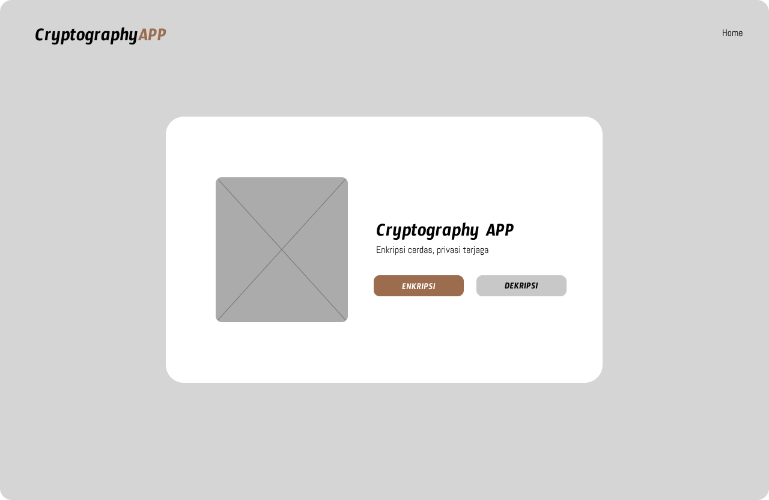 CryptographyAPP
Home
Cryptography APP
Enkripsi cerdas, privasi terjaga
ENKRIPSI
DEKRIPSI